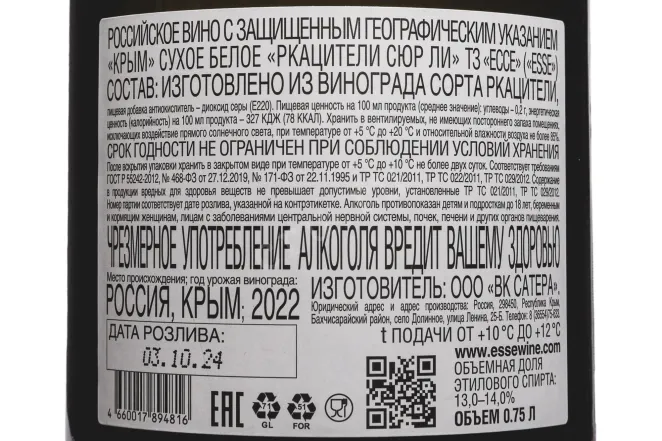 РОССИЙСКОЕ ВИНО С ЗАЩИЩЕННЫМ ГЕОГРАФИЧЕСКИМ УКАЗАНИЕМ
«КРЫМ» СУХОЕ БЕЛОЕ «РКАЦИТЕЛИ СЮР ЛИ» ТЗ «ЕССЕ» («ESSE»)
СОСТАВ: ИЗГОТОВЛЕНО ИЗ ВИНОГРАДА СОРТА РКАЦИТЕЛИ,
пищевая добавка антиокислитель – диоксид серы (Е220). Пищевая ценность на 100 мл продукта (среднее значение): углеводы – 0,2 г, энергетическая
ценность (калорийность) на 100 мл продукта – 327 КДЖ (78 ККАЛ). Хранить в вентилируемых, не имеющих постороннего запаха помещениях,
исключающих воздействие прямого солнечного света, при температуре от +5 °С до +20 °С и относительной влажности воздуха не более 85%.
СРОК ГОДНОСТИ НЕ ОГРАНИЧЕН ПРИ СОБЛЮДЕНИИ УСЛОВИЙ ХРАНЕНИЯ
После вскрытия упаковки хранить в закрытом виде при температуре от +5 °С до +10 °С не более двух суток. Соответствует требованиям
ГОСТ Р 55242-2012, № 468-ФЗ от 27.12.2019, № 171-ФЗ от 22.11.1995 и ТР ТС 021/2011, ТР ТС 022/2011, ТР ТС 029/2012. Содержание
в продукции вредных для здоровья веществ не превышает допустимые уровни, установленные ТР ТС 021/2011, ТР ТС 029/2012.
Номер партии соответствует дате розлива, указанной на контрэтикетке. Алкоголь противопоказан детям и подросткам до 18 лет, беременным
и кормящим женщинам, лицам с заболеваниями центральной нервной системы, почек, печени и других органов пищеварения.
ЧРЕЗМЕРНОЕ УПОТРЕБЛЕНИЕ АЛКОГОЛЯ ВРЕДИТ ВАШЕМУ ЗДОРОВЬЮ
Место происхождения; год урожая винограда:
РОССИЯ, КРЫМ; 2022
ИЗГОТОВИТЕЛЬ: ООО «ВК САТЕРА».
Юридический адрес и адрес производства: Россия, 298450, Республика Крым,
Бахчисарайский район, село Долинное, улица Ленина, 25-Б. Телефон: 8 (36554)75-833.
ДАТА РОЗЛИВА:
03.10.24
t ПОДАЧИ ОТ +10 °С ДО +12 °С
www.essewine.com
ОБЪЕМНАЯ ДОЛЯ
ЭТИЛОВОГО СПИРТА:
13,0–14,0%
ОБЪЕМ 0.75 Л
4 660017 894816
EAC
71
GL
51
FOR